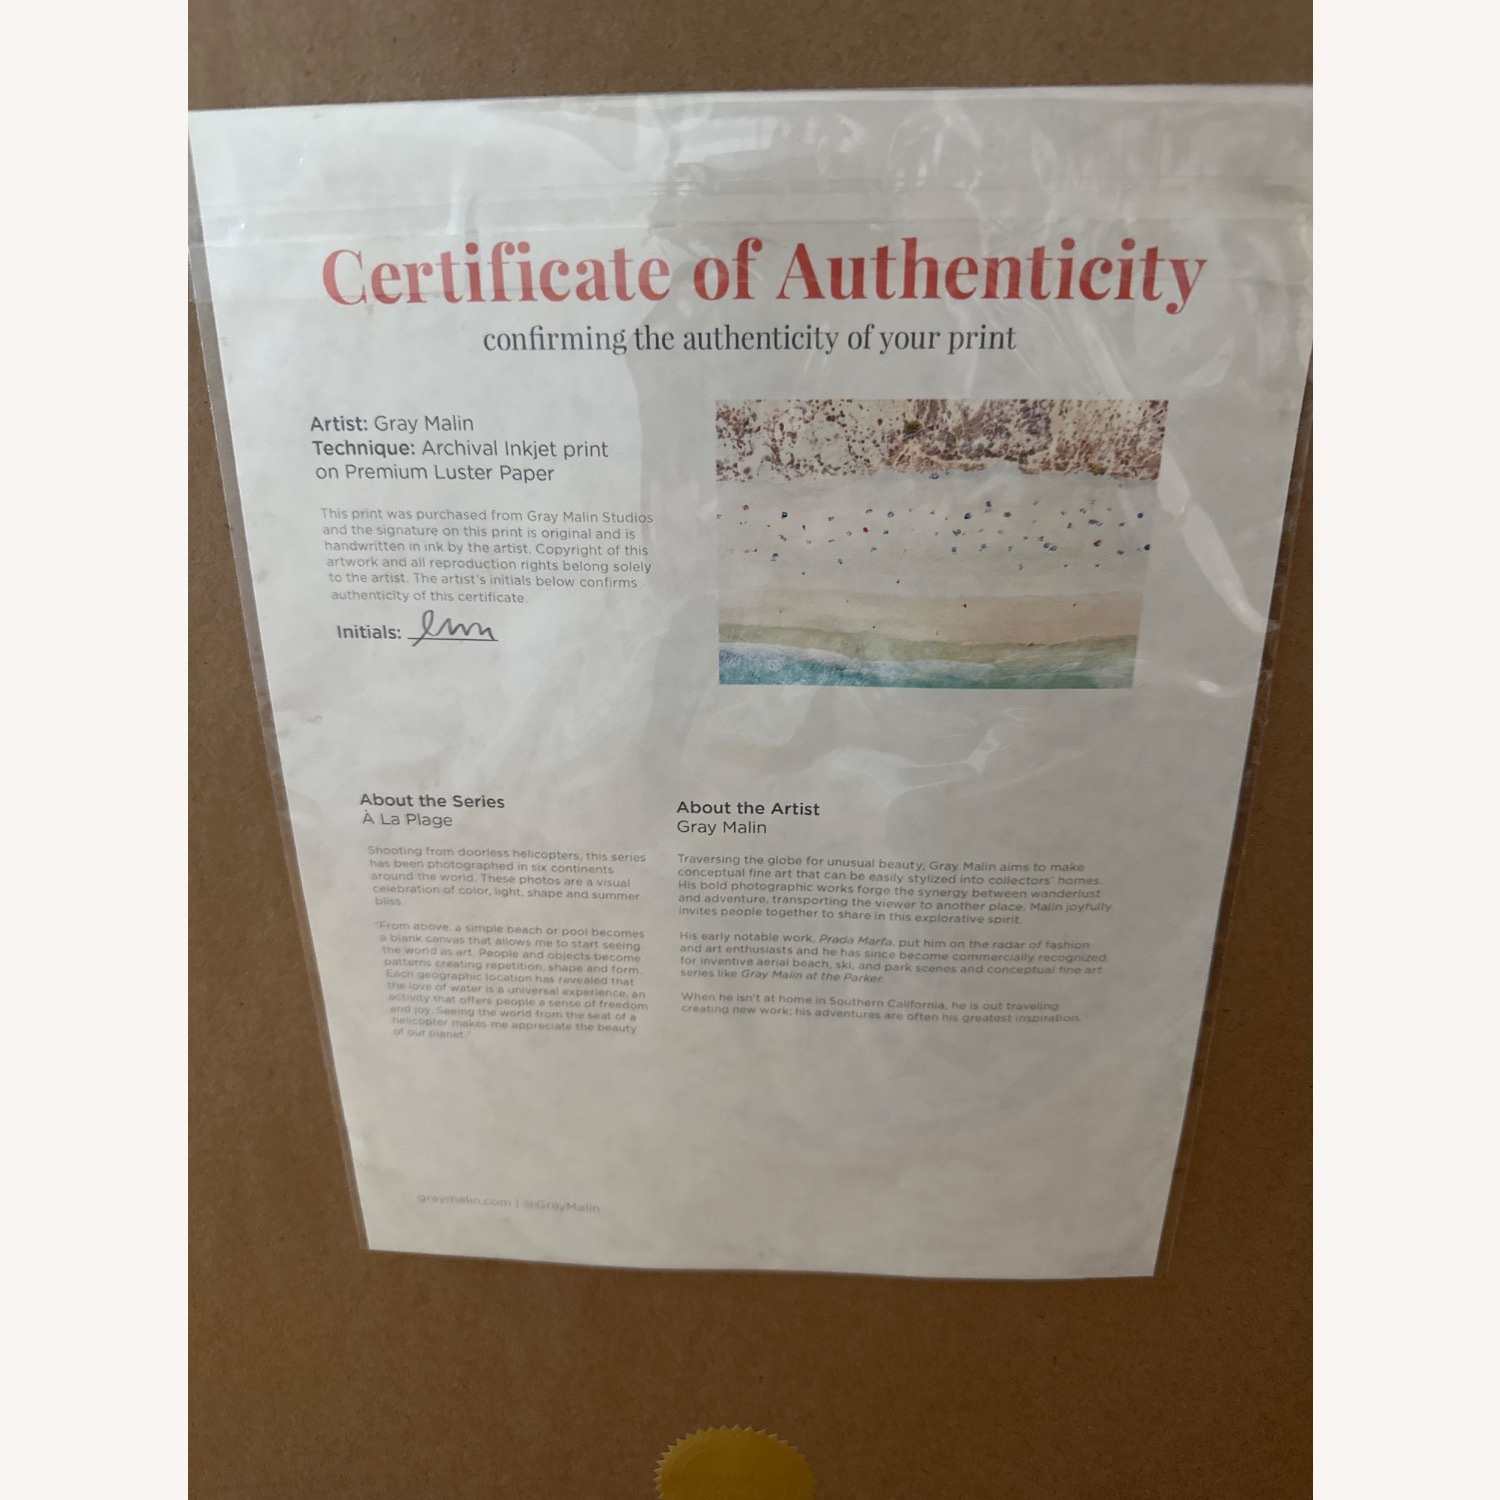 Certificate of Authenticity
confirming the authenticity of your print
Artist: Gray Malin
Technique: Archival Inkjet print
on Premium Luster Paper
This print was purchased from Gray Malin Studios
and the signature on this print is original and is
handwritten in ink by the artist. Copyright of this
artwork and all reproduction rights belong solely
to the artist. The artist's initials below confirms
authenticity of this certificate.
Initials:
About the Series
À La Plage
Shooting from doorless helicopters, this series
has been photographed in six continents
around the world. These photos are a visual
celebration of color, light, shape and summer
bliss.
"From above, a simple beach or pool becomes
a blank canvas that allows me to start seeing
the world as art. People and objects become
patterns creating repetition, shape and form.
Each geographic location has revealed that
the love of water is a universal experience, an
activity that offers people a sense of freedom
and joy. Seeing the world from the seat of a
helicopter makes me appreciate the beauty
of our planet."
About the Artist
Gray Malin
Traversing the globe for unusual beauty, Gray Malin aims to make
conceptual fine art that can be easily stylized into collectors' homes.
His bold photographic works forge the synergy between wanderlust
and adventure, transporting the viewer to another place. Malin joyfully
invites people together to share in this explorative spirit.
His early notable work, Prada Marfa, put him on the radar of fashion
and art enthusiasts and he has since become commercially recognized
for inventive aerial beach, ski, and park scenes and conceptual fine art
series like Gray Malin at the Parker.
When he isn't at home in Southern California, he is out traveling
creating new work; his adventures are often his greatest inspiration.
graymalin.com | @GrayMalin